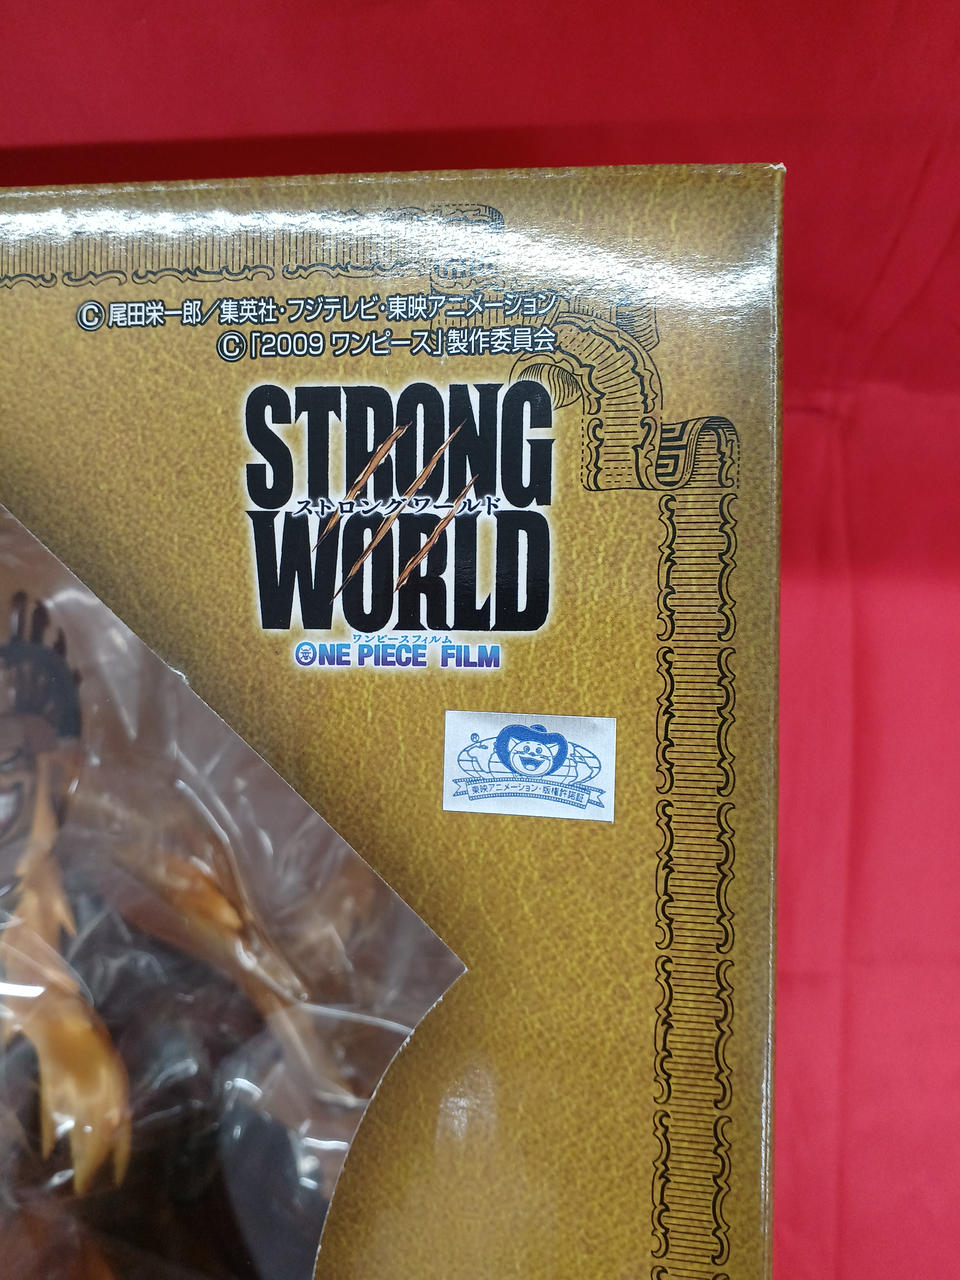 ©尾田栄一郎／集英社・フジテレビ・東映アニメーション
©「2009 ワンピース」製作委員会
STRONG
ストロングワールド
WORLD
ワンピースフィルム
ONE PIECE FILM
®
東映アニメーション・版権許諾証